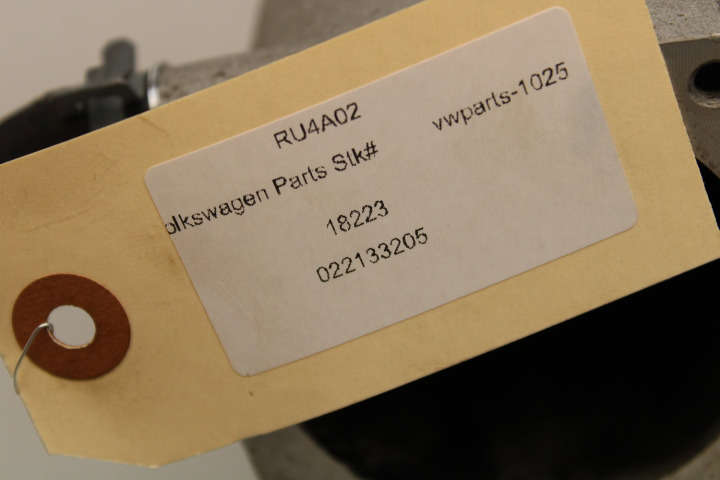 RU4A02 vwparts-1025
olkswagen Parts Stk#
18223
022133205